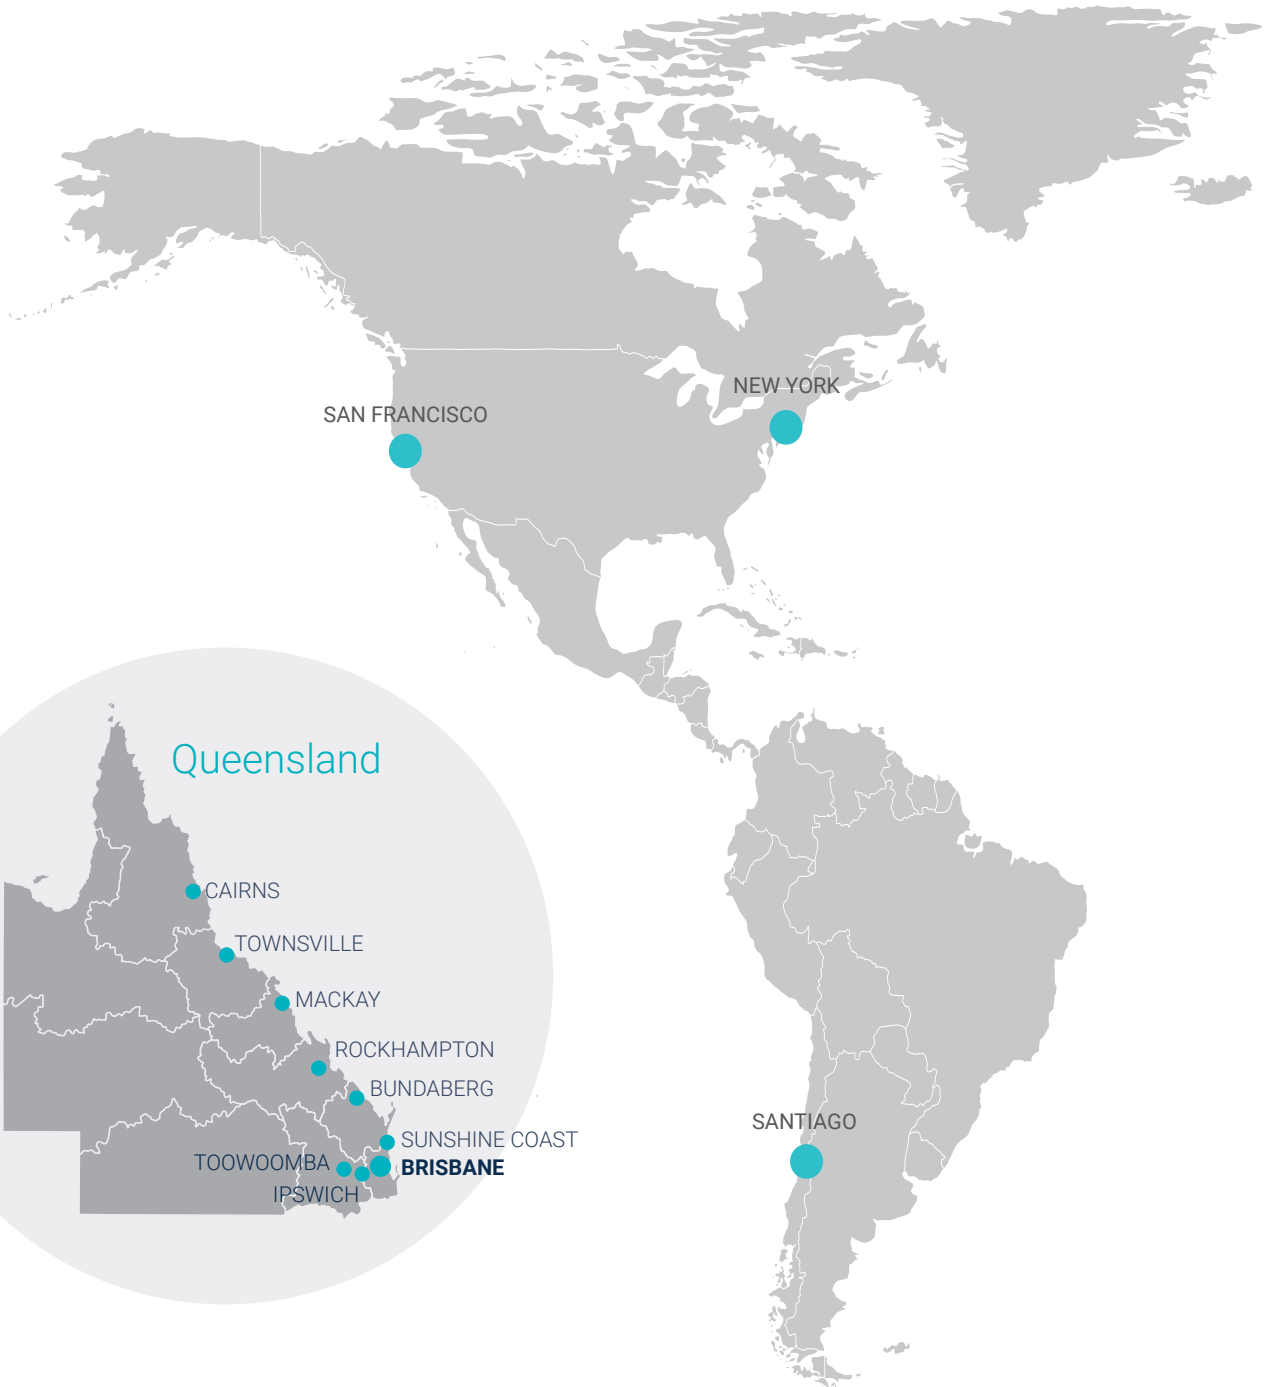 NEW YORK
SAN FRANCISCO
Queensland
CAIRNS
TOWNSVILLE
MACKAY
ROCKHAMPTON
BUNDABERG
SANTIAGO
SUNSHINE COAST
TOOWOOMBA
BRISBANE
IPSWICH